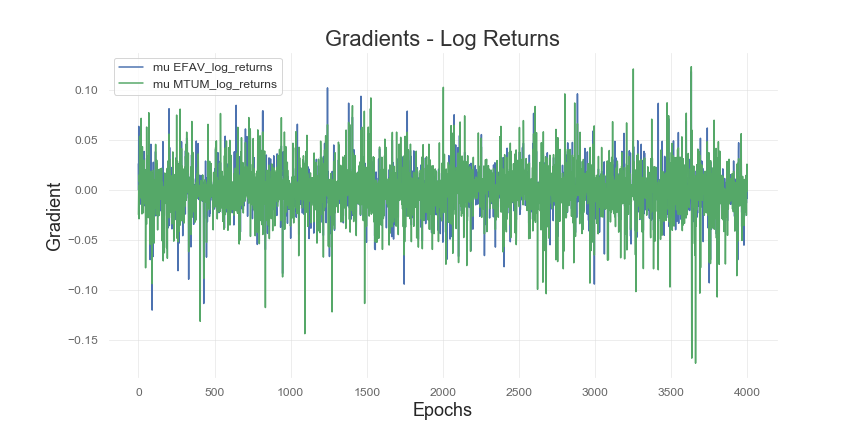 Gradients - Log Returns
mu EFAV_log_returns
mu MTUM_log_returns
0.10
0.05
0.00
−0.05
−0.10
−0.15
Gradient
0 500 1000 1500 2000 2500 3000 3500 4000
Epochs